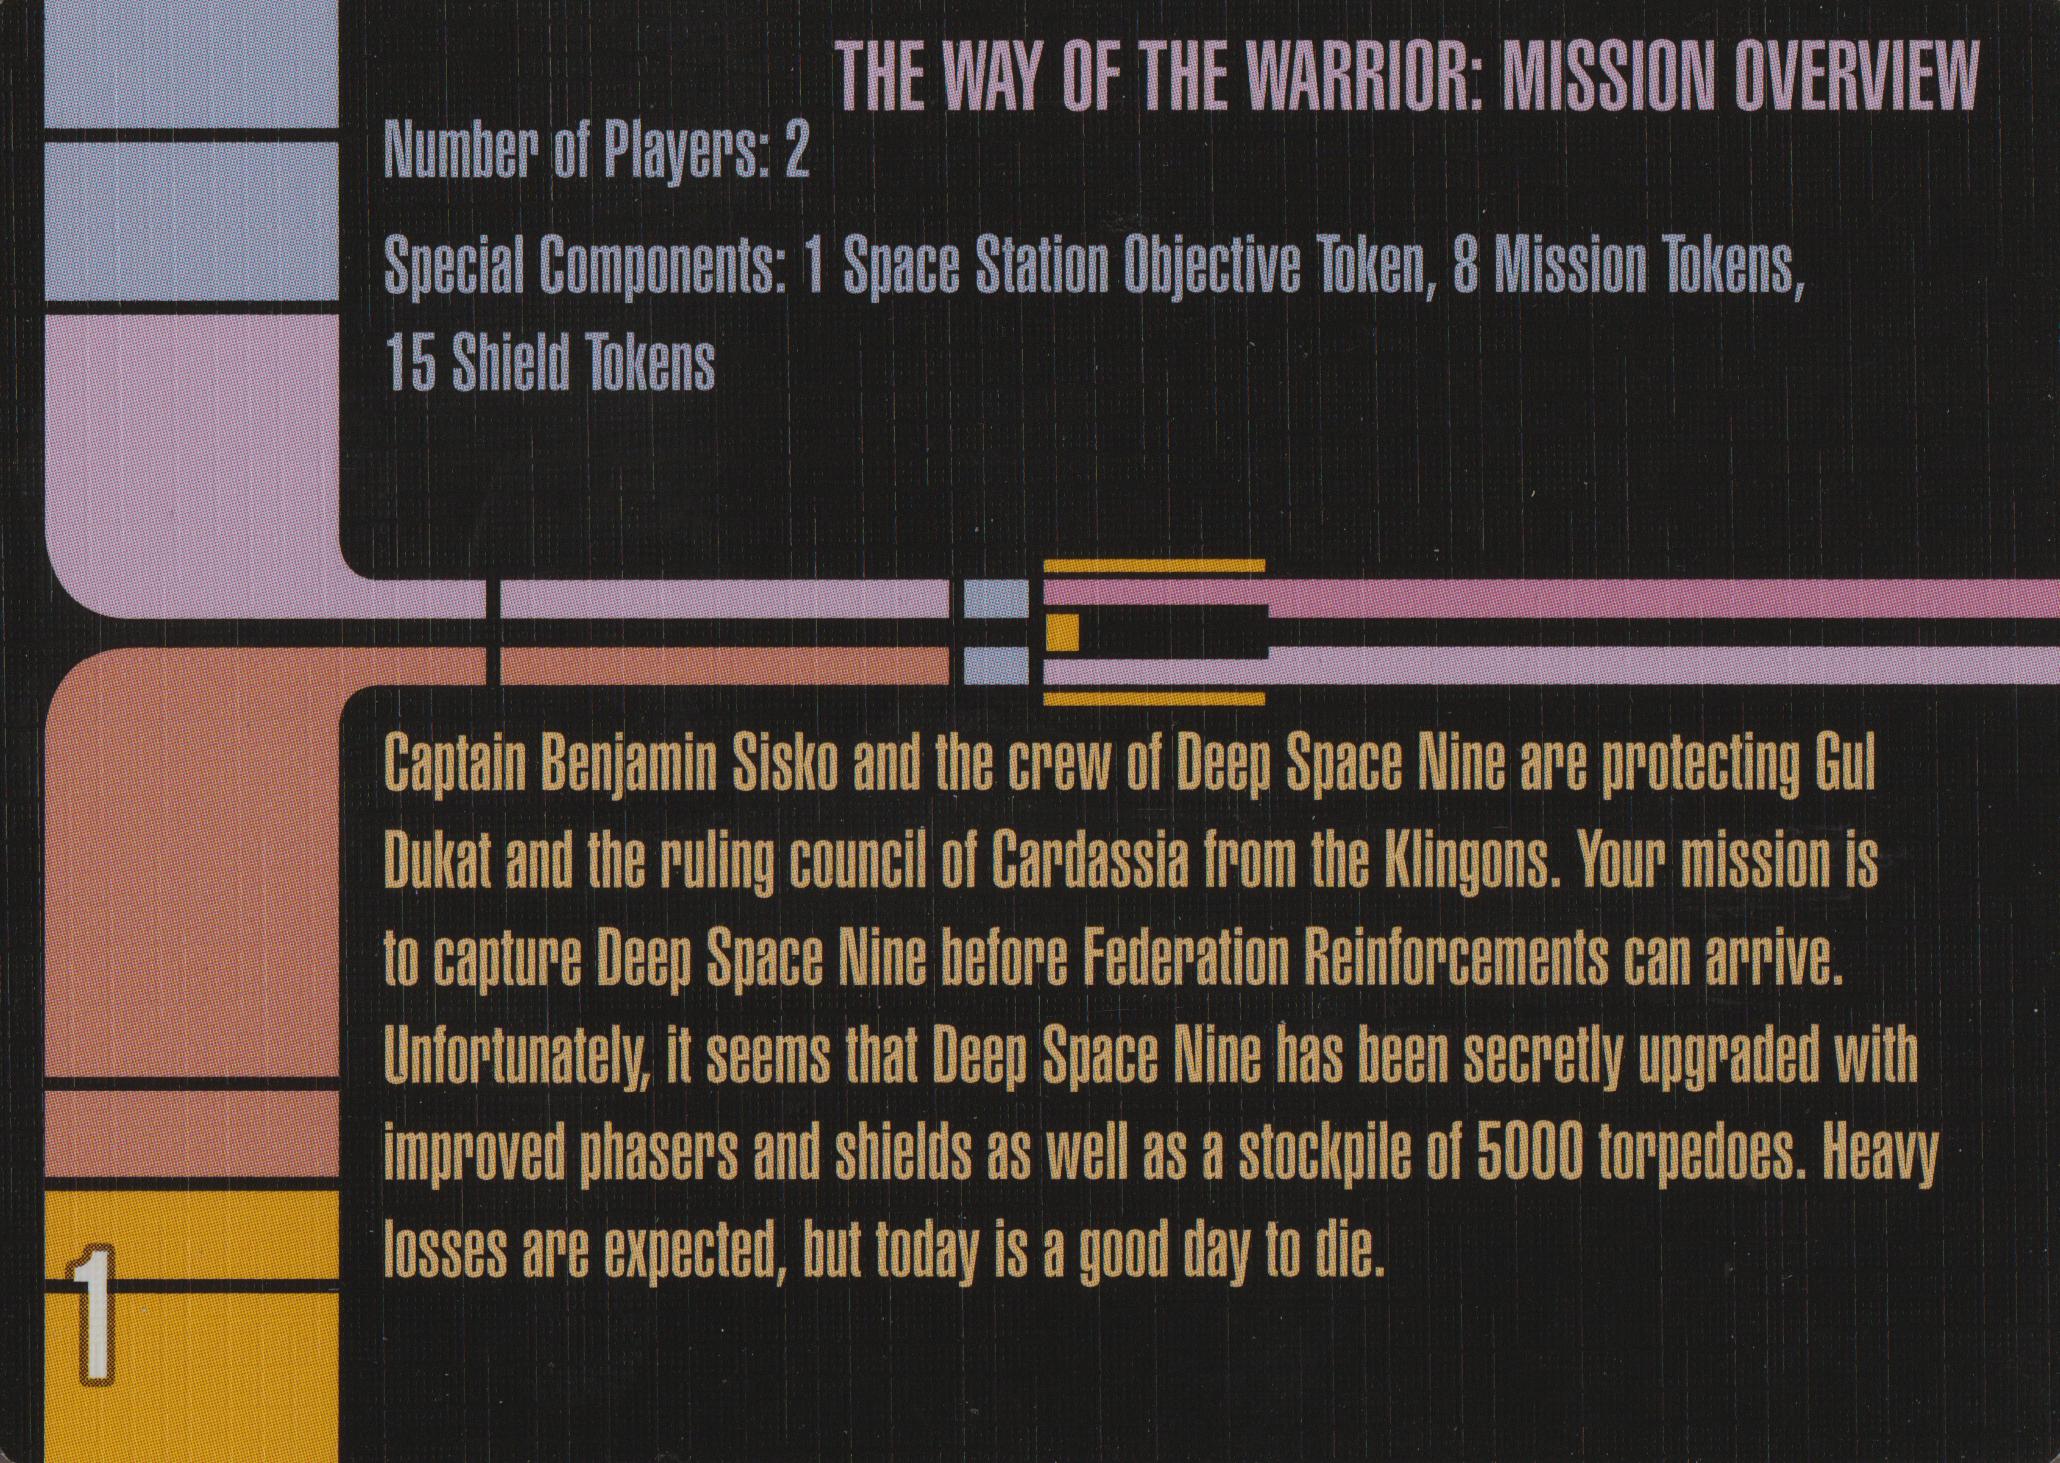 THE WAY OF THE WARRIOR: MISSION OVERVIEW
Number of Players: 2
Special Components: 1 Space Station Objective Token, 8 Mission Tokens,
15 Shield Tokens
Captain Benjamin Sisko and the crew of Deep Space Nine are protecting Gul
Dukat and the ruling council of Cardassia from the Klingons. Your mission is
to capture Deep Space Nine before Federation Reinforcements can arrive.
Unfortunately, it seems that Deep Space Nine has been secretly upgraded with
improved phasers and shields as well as a stockpile of 5000 torpedoes. Heavy
losses are expected, but today is a good day to die.
1